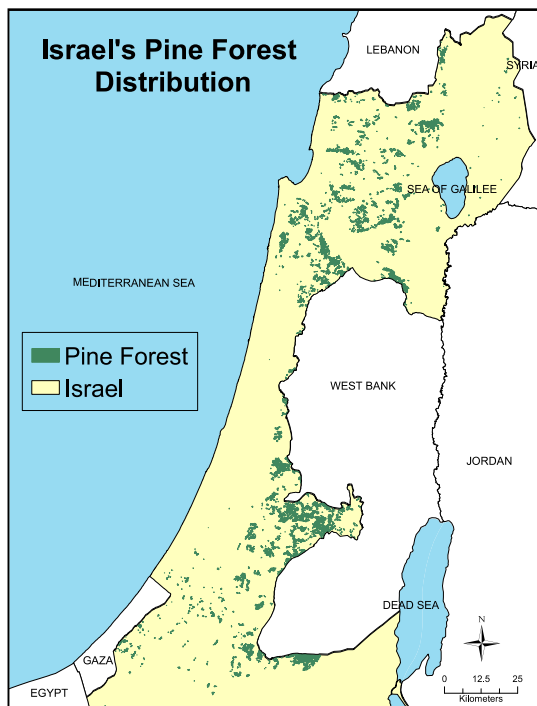 Israel's Pine Forest
Distribution
LEBANON
SYRIA
SEA OF GALILEE
MEDITERRANEAN SEA
Pine Forest
Israel
WEST BANK
JORDAN
DEAD SEA
GAZA
EGYPT
N
0 12.5 25
Kilometers